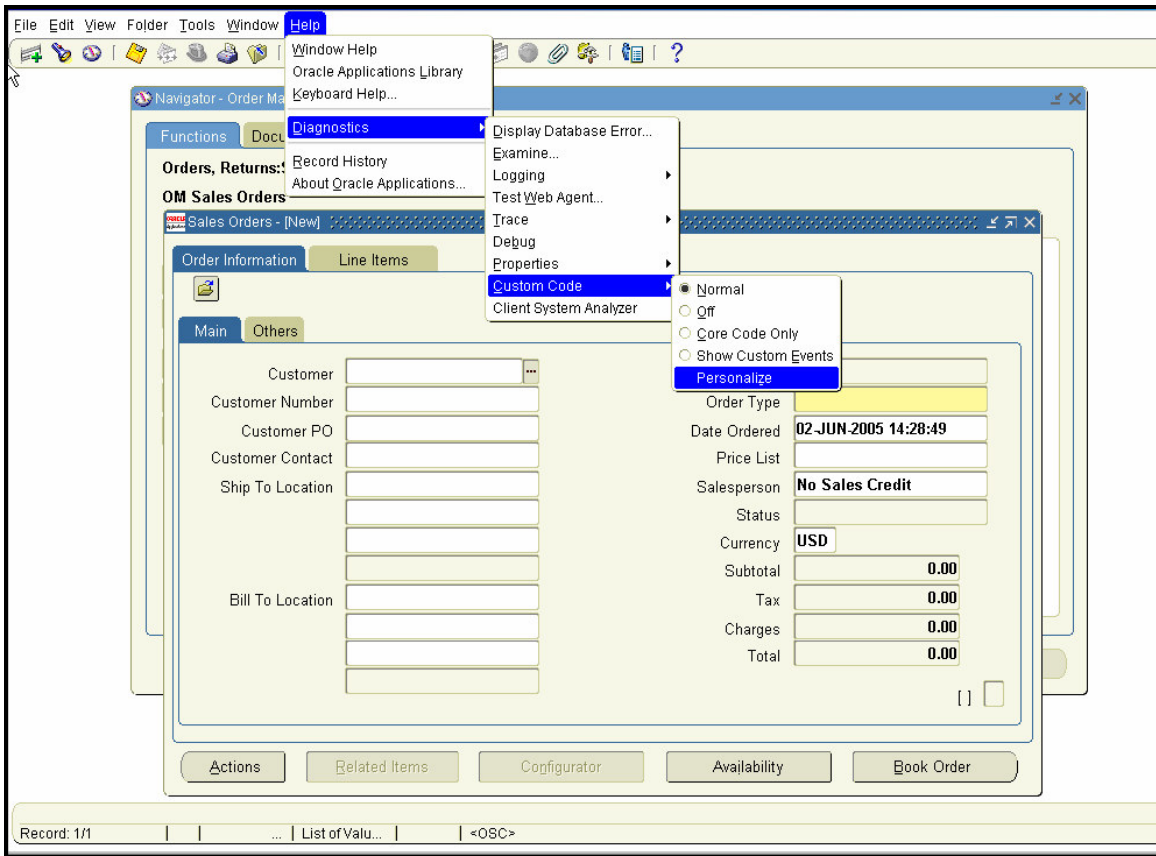 File Edit View Folder Tools Window Help
Window Help
Oracle Applications Library
Keyboard Help...
Diagnostics
Record History
About Oracle Applications...
Display Database Error...
Examine...
Logging
Test Web Agent...
Trace
Debug
Properties
Custom Code
Client System Analyzer
Normal
Off
Core Code Only
Show Custom Events
Personalize
Navigator - Order Ma
Functions Docu
Orders, Returns:
OM Sales Orders
Sales Orders - [New]
Order Information Line Items
Main Others
Customer
Customer Number
Customer PO
Customer Contact
Ship To Location
Bill To Location
Order Type
Date Ordered 02-JUN-2005 14:28:49
Price List
Salesperson No Sales Credit
Status
Currency USD
Subtotal 0.00
Tax 0.00
Charges 0.00
Total 0.00
[ ]
Actions Related Items Configurator Availability Book Order
Record: 1/1 ... List of Valu... <OSC>